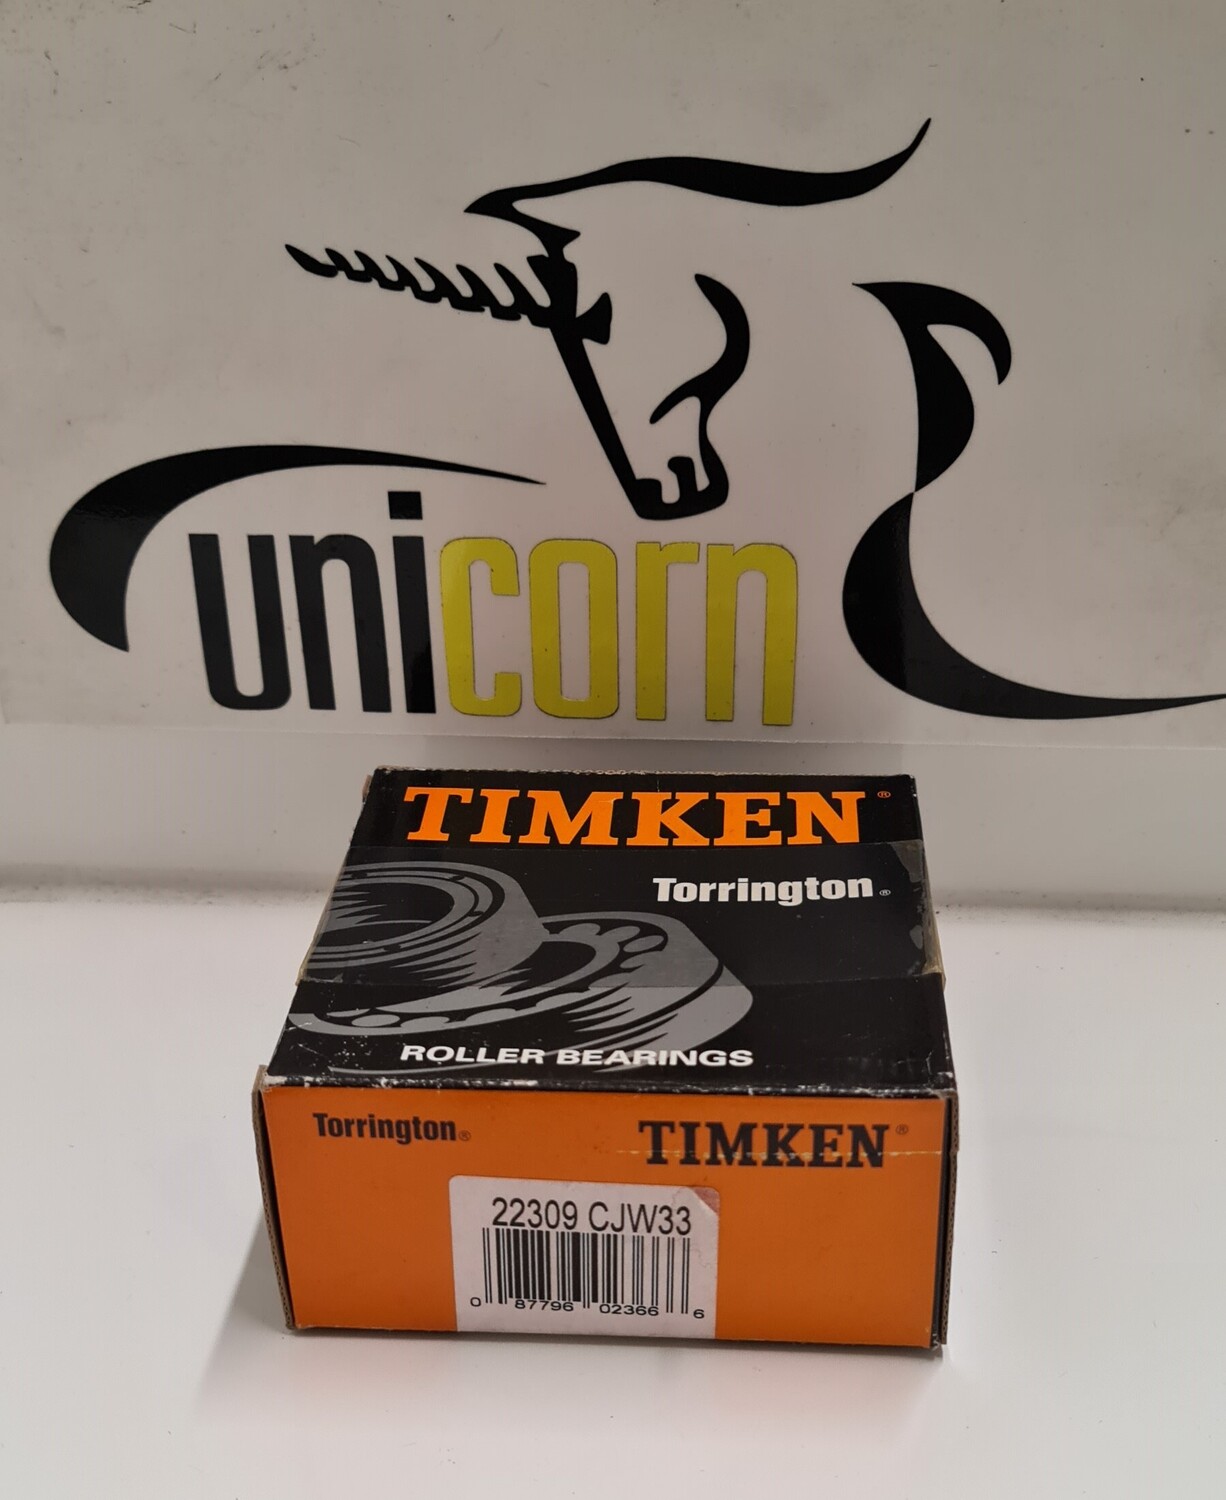 unicorn
TIMKEN®
Torrington®
ROLLER BEARINGS
Torrington® TIMKEN®
22309 CJW33
0 87796 02366 6